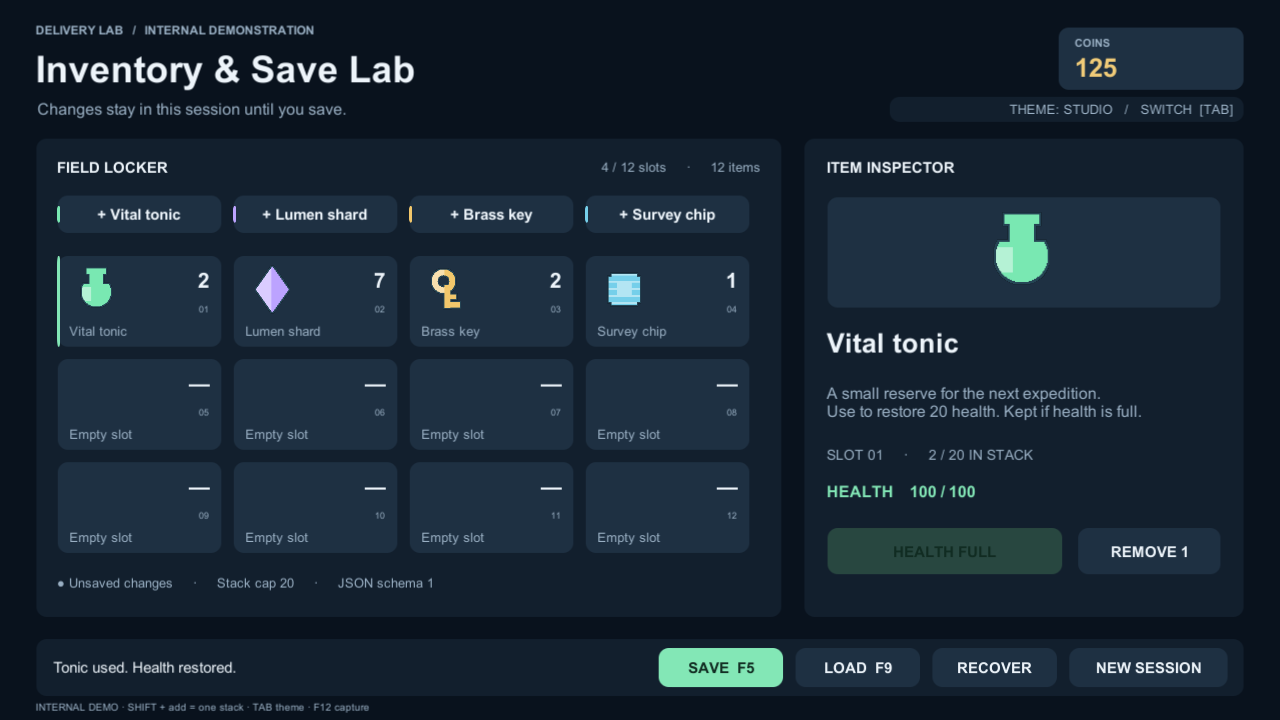 DELIVERY LAB / INTERNAL DEMONSTRATION
Inventory & Save Lab
Changes stay in this session until you save.
COINS
125
THEME: STUDIO / SWITCH [TAB]
FIELD LOCKER
4 / 12 slots · 12 items
+ Vital tonic
+ Lumen shard
+ Brass key
+ Survey chip
2
01
Vital tonic
7
02
Lumen shard
2
03
Brass key
1
04
Survey chip
—
05
Empty slot
—
06
Empty slot
—
07
Empty slot
—
08
Empty slot
—
09
Empty slot
—
10
Empty slot
—
11
Empty slot
—
12
Empty slot
● Unsaved changes · Stack cap 20 · JSON schema 1
ITEM INSPECTOR
Vital tonic
A small reserve for the next expedition.
Use to restore 20 health. Kept if health is full.
SLOT 01 · 2 / 20 IN STACK
HEALTH 100 / 100
HEALTH FULL
REMOVE 1
Tonic used. Health restored.
SAVE F5
LOAD F9
RECOVER
NEW SESSION
INTERNAL DEMO · SHIFT + add = one stack · TAB theme · F12 capture